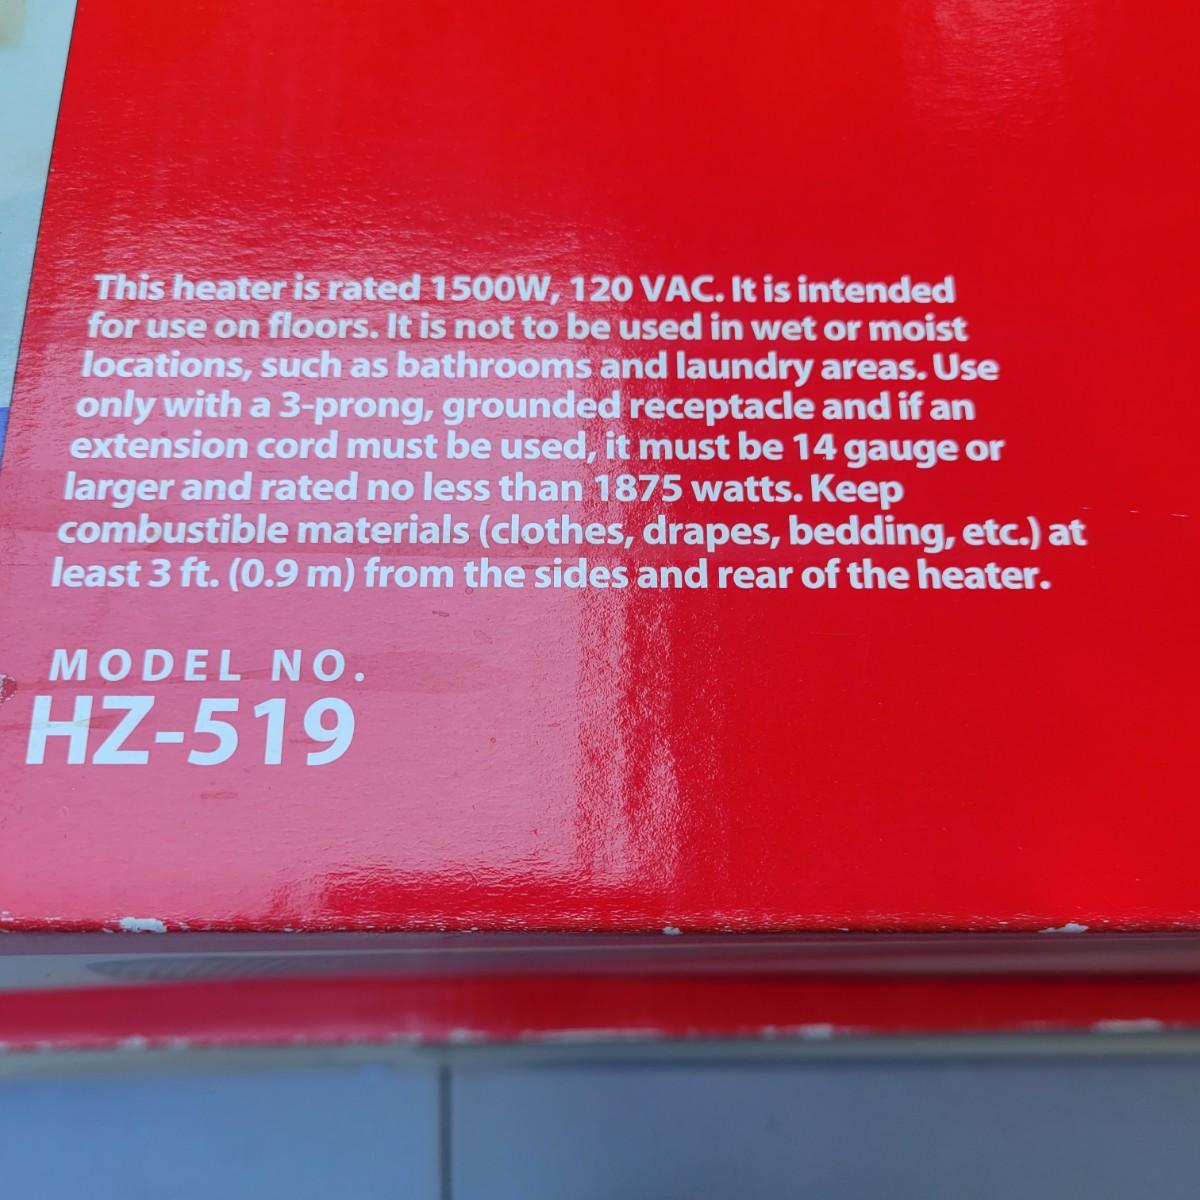 This heater is rated 1500W, 120 VAC. It is intended
for use on floors. It is not to be used in wet or moist
locations, such as bathrooms and laundry areas. Use
only with a 3-prong, grounded receptacle and if an
extension cord must be used, it must be 14 gauge or
larger and rated no less than 1875 watts. Keep
combustible materials (clothes, drapes, bedding, etc.) at
least 3 ft. (0.9 m) from the sides and rear of the heater.
MODEL NO.
HZ-519